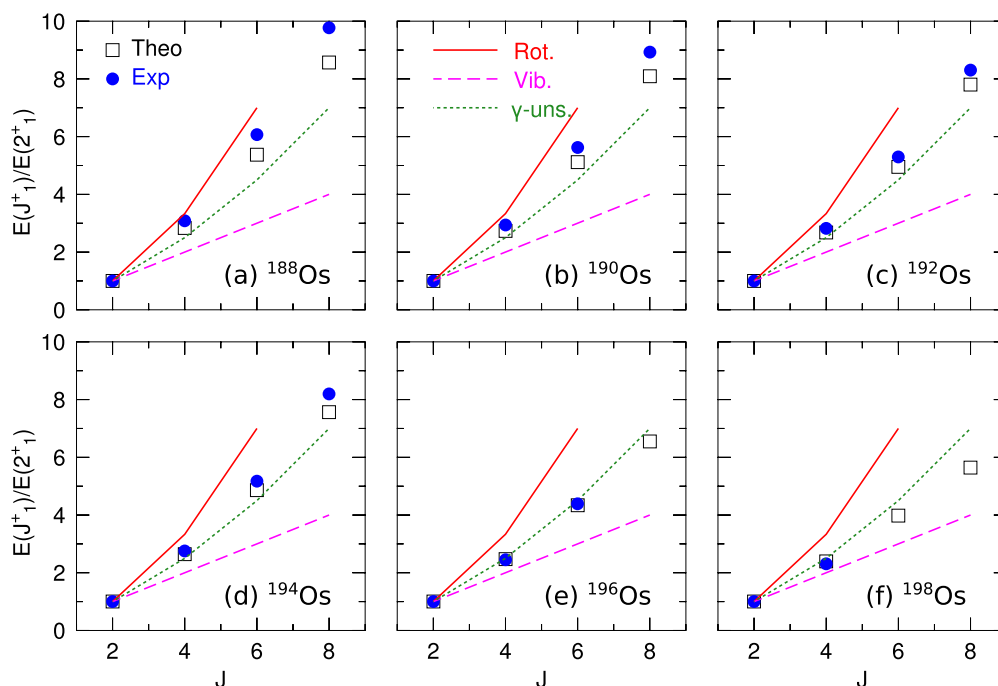 10
8
6
4
2
0
E(J⁺₁)/E(2⁺₁)
Theo
Exp
(a) ¹⁸⁸Os
Rot.
Vib.
γ-uns.
(b) ¹⁹⁰Os
(c) ¹⁹²Os
10
8
6
4
2
0
E(J⁺₁)/E(2⁺₁)
(d) ¹⁹⁴Os
(e) ¹⁹⁶Os
(f) ¹⁹⁸Os
2 4 6 8
2 4 6 8
2 4 6 8
J
J
J